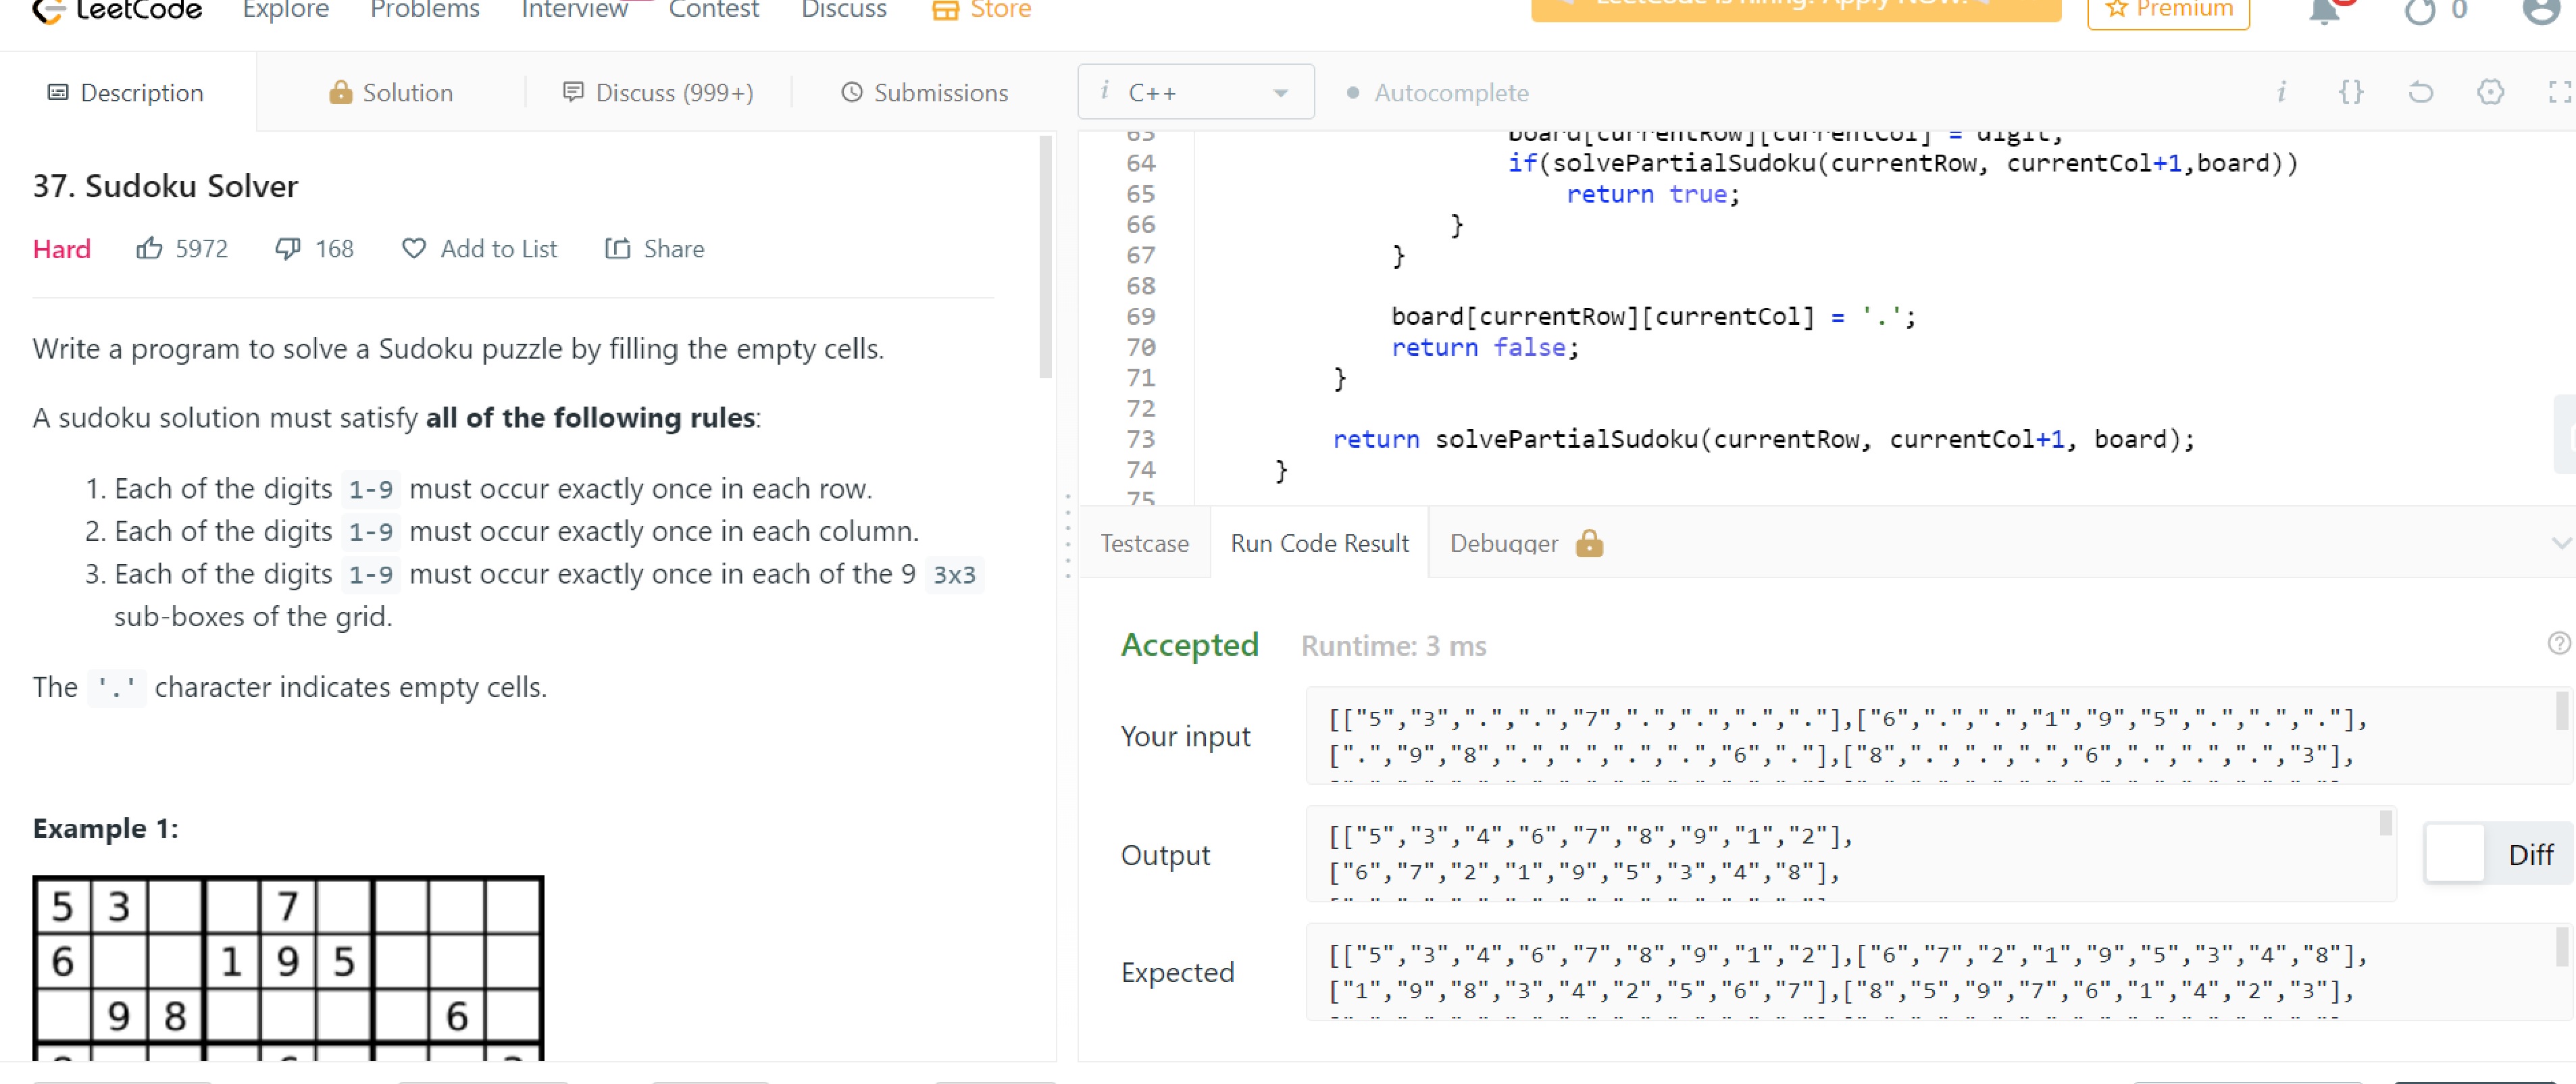 LeetCode Explore Problems Interview Contest Discuss Store LeetCode is hiring! Apply NOW. Premium 0
Description Solution Discuss (999+) Submissions
37. Sudoku Solver
Hard 5972 168 Add to List Share
Write a program to solve a Sudoku puzzle by filling the empty cells.
A sudoku solution must satisfy all of the following rules:
1. Each of the digits 1-9 must occur exactly once in each row.
2. Each of the digits 1-9 must occur exactly once in each column.
3. Each of the digits 1-9 must occur exactly once in each of the 9 3x3
sub-boxes of the grid.
The '.' character indicates empty cells.
Example 1:
5 3 7
6 1 9 5
9 8 6
i C++ Autocomplete i {}
63 board[currentRow][currentCol] = digit;
64 if(solvePartialSudoku(currentRow, currentCol+1,board))
65 return true;
66 }
67 }
68
69 board[currentRow][currentCol] = '.';
70 return false;
71 }
72
73 return solvePartialSudoku(currentRow, currentCol+1, board);
74 }
75
Testcase Run Code Result Debugger
Accepted Runtime: 3 ms ?
Your input
[["5","3",".",".","7",".",".",".","."],["6",".",".","1","9","5",".",".","."],
[".","9","8",".",".",".",".","6","."],["8",".",".",".","6",".",".",".","3"],
Output
[["5","3","4","6","7","8","9","1","2"],
["6","7","2","1","9","5","3","4","8"],
Diff
Expected
[["5","3","4","6","7","8","9","1","2"],["6","7","2","1","9","5","3","4","8"],
["1","9","8","3","4","2","5","6","7"],["8","5","9","7","6","1","4","2","3"],